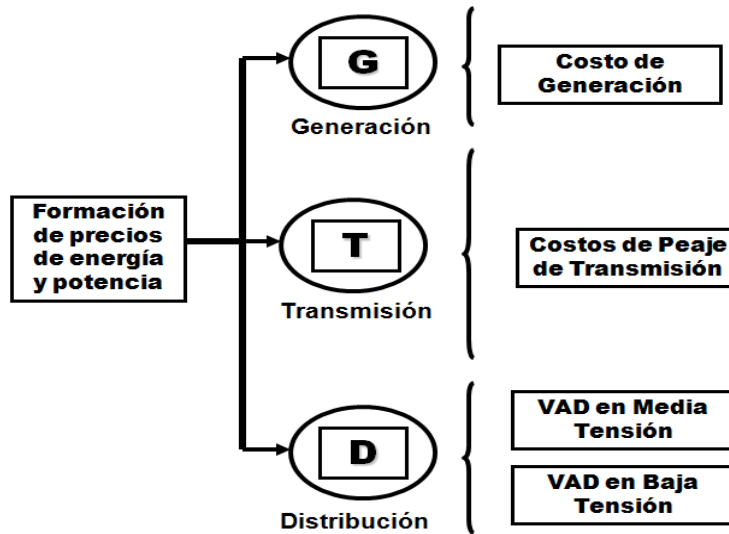 Formación
de precios
de energía
y potencia
G
Generación
Costo de
Generación
T
Transmisión
Costos de Peaje
de Transmisión
D
Distribución
VAD en Media
Tensión
VAD en Baja
Tensión